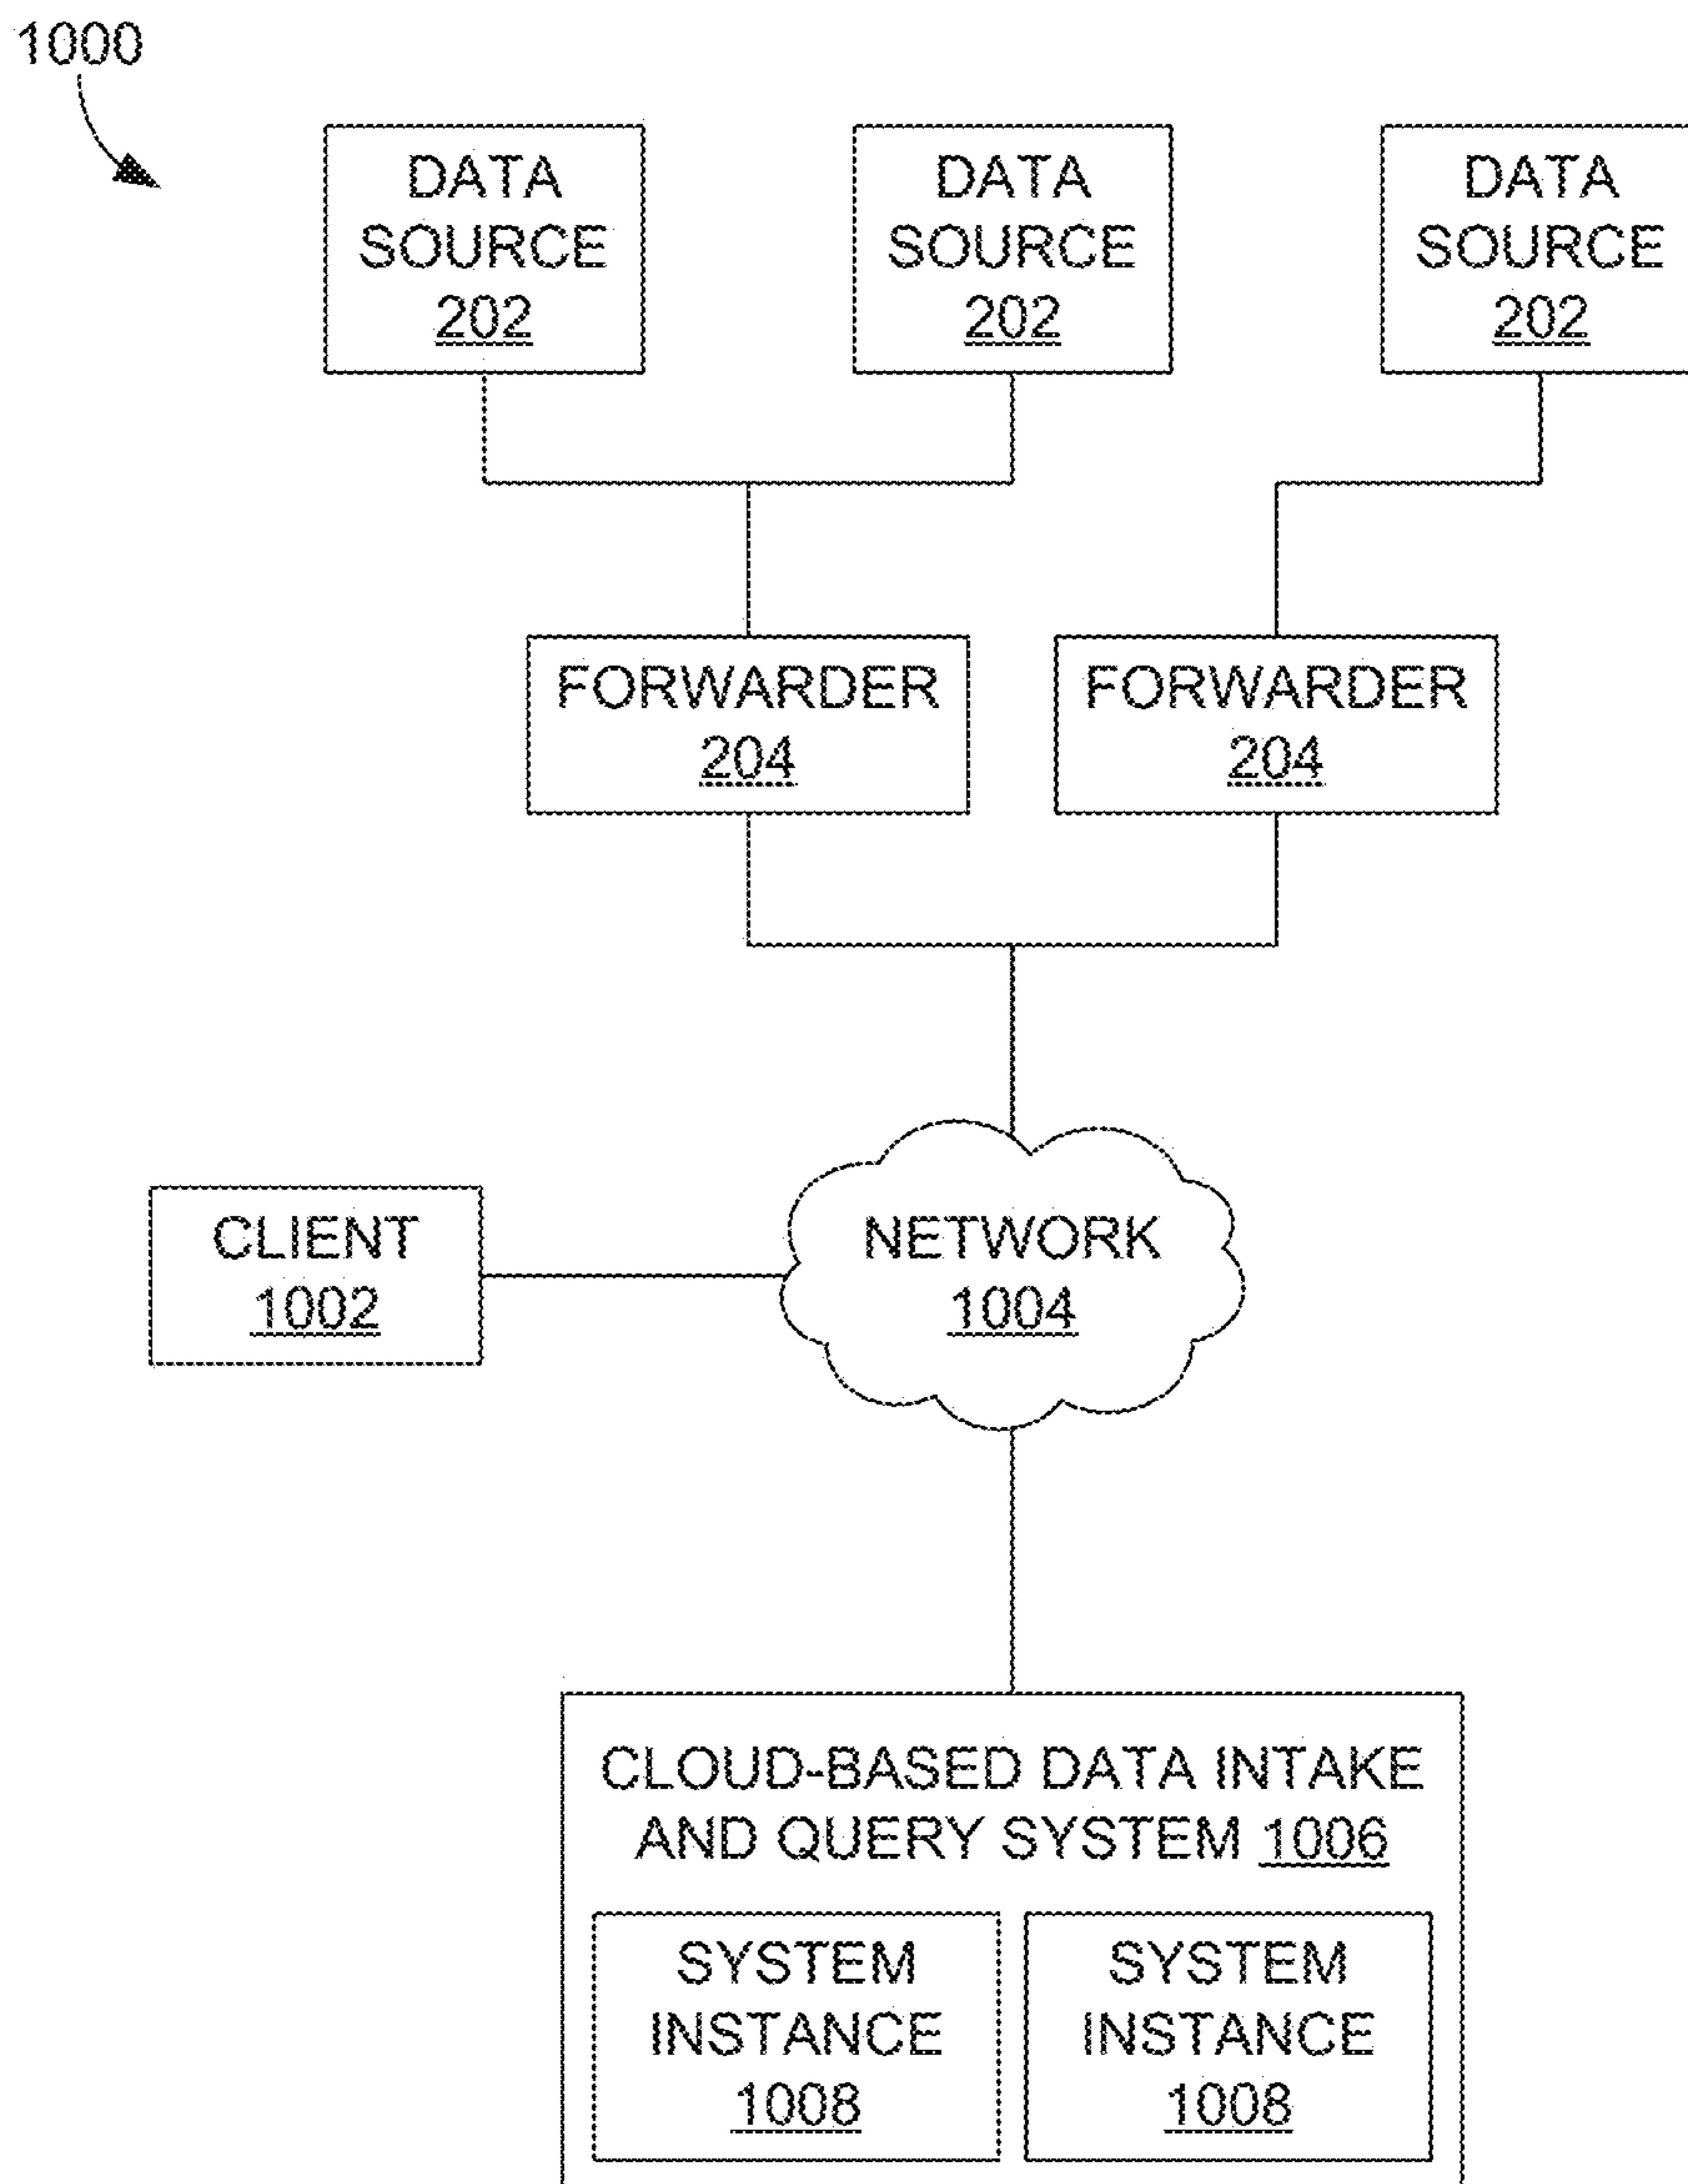 1000
DATA
SOURCE
202
DATA
SOURCE
202
DATA
SOURCE
202
FORWARDER
204
FORWARDER
204
CLIENT
1002
NETWORK
1004
CLOUD-BASED DATA INTAKE
AND QUERY SYSTEM 1006
SYSTEM
INSTANCE
1008
SYSTEM
INSTANCE
1008